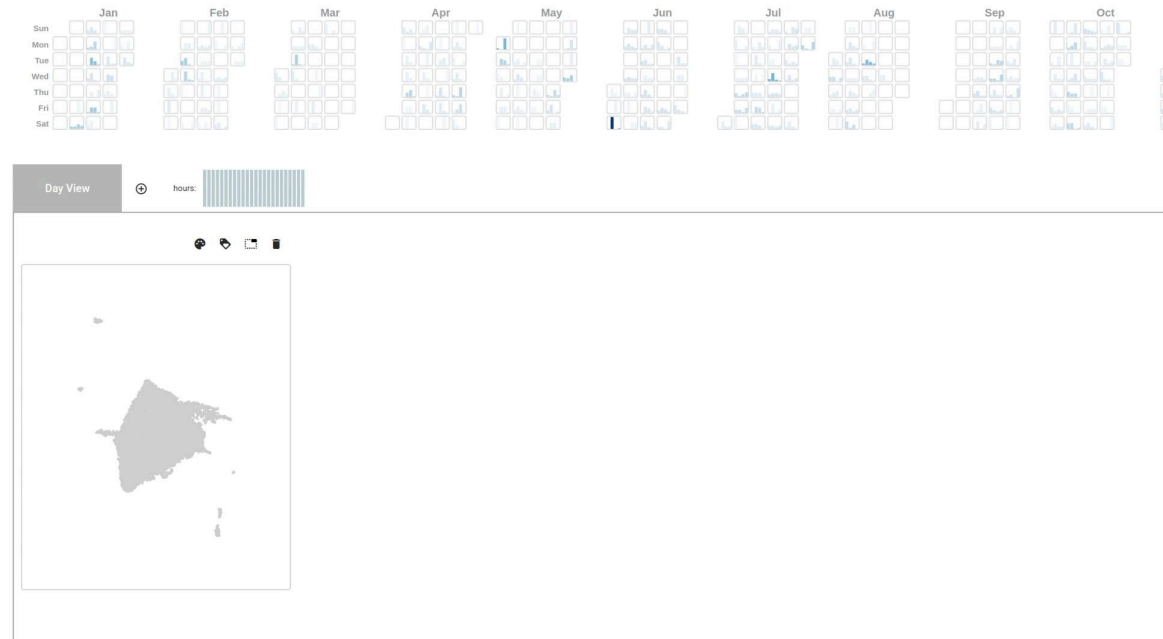 Jan Feb Mar Apr May Jun Jul Aug Sep Oct
Sun
Mon
Tue
Wed
Thu
Fri
Sat
Day View hours: